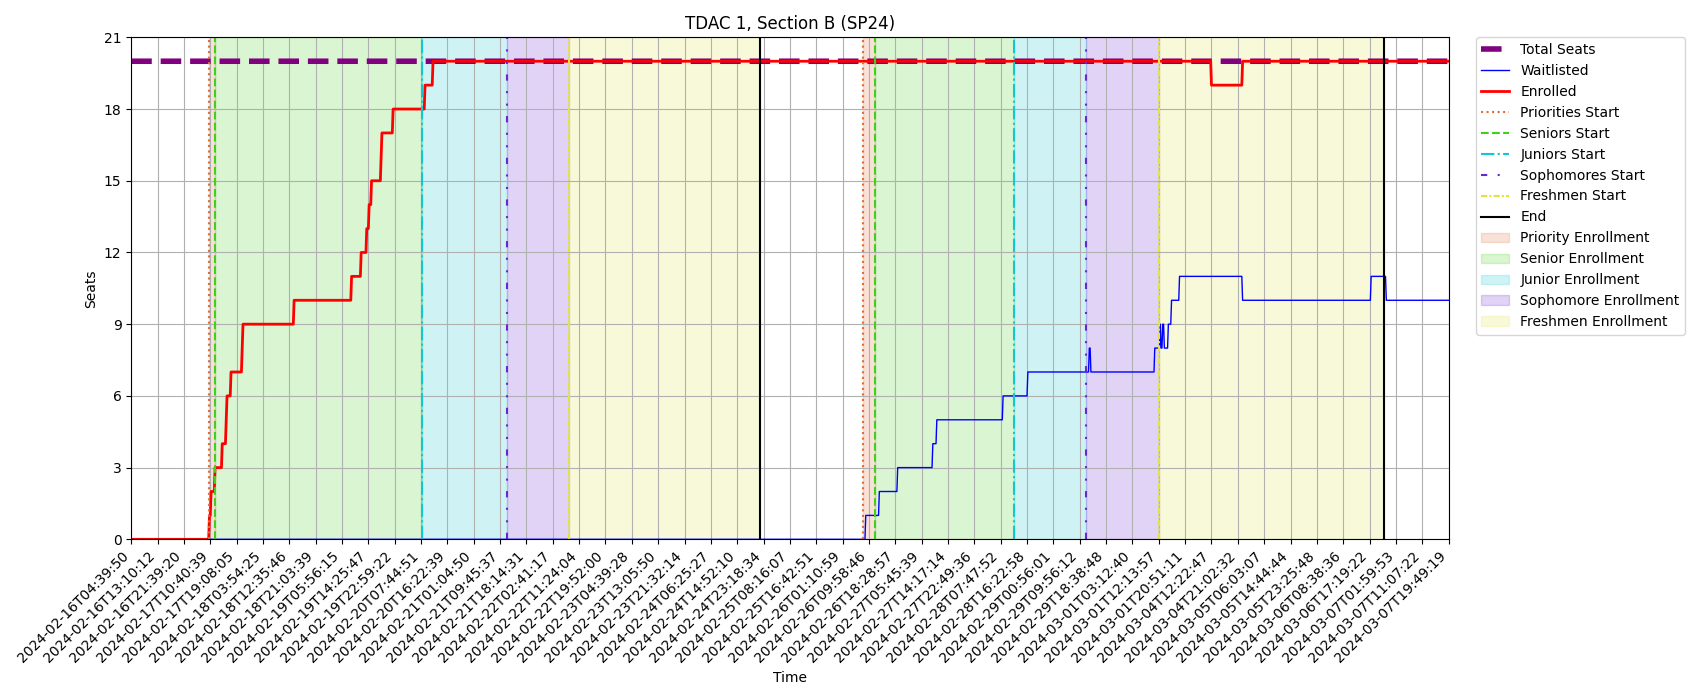 TDAC 1, Section B (SP24)
21
18
15
12
9
6
3
0
Seats
2024-02-16T04:39:50
2024-02-16T13:10:12
2024-02-16T21:39:20
2024-02-17T10:40:39
2024-02-17T19:08:05
2024-02-18T03:54:25
2024-02-18T12:35:46
2024-02-18T21:03:39
2024-02-19T05:56:15
2024-02-19T14:25:47
2024-02-19T22:59:22
2024-02-20T07:44:51
2024-02-20T16:22:39
2024-02-21T01:04:50
2024-02-21T09:45:37
2024-02-21T18:14:31
2024-02-22T02:41:17
2024-02-22T11:24:04
2024-02-22T19:52:00
2024-02-23T04:39:28
2024-02-23T13:05:50
2024-02-23T21:32:14
2024-02-24T06:25:27
2024-02-24T14:52:10
2024-02-24T23:18:34
2024-02-25T08:16:07
2024-02-25T16:42:51
2024-02-26T01:10:59
2024-02-26T09:58:46
2024-02-26T18:28:57
2024-02-27T05:45:39
2024-02-27T14:17:14
2024-02-27T22:49:36
2024-02-28T07:47:52
2024-02-28T16:22:58
2024-02-29T00:56:01
2024-02-29T09:56:12
2024-02-29T18:38:48
2024-03-01T03:12:40
2024-03-01T12:13:57
2024-03-01T20:51:11
2024-03-04T12:22:47
2024-03-04T21:02:32
2024-03-05T06:03:07
2024-03-05T14:44:44
2024-03-05T23:25:48
2024-03-06T08:38:36
2024-03-06T17:19:22
2024-03-07T01:59:53
2024-03-07T11:07:22
2024-03-07T19:49:19
Time
Total Seats
Waitlisted
Enrolled
Priorities Start
Seniors Start
Juniors Start
Sophomores Start
Freshmen Start
End
Priority Enrollment
Senior Enrollment
Junior Enrollment
Sophomore Enrollment
Freshmen Enrollment